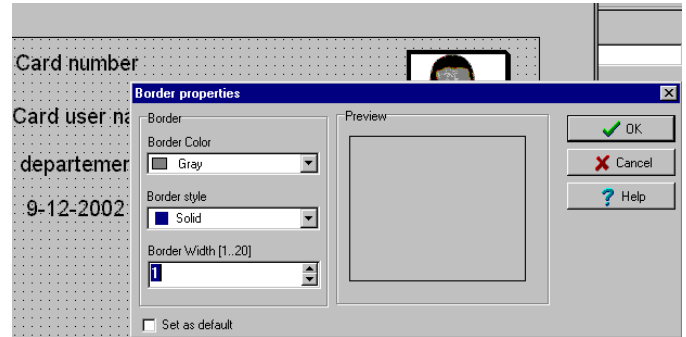 Card number
Border properties
Card user na
Border
Preview
OK
Border Color
Gray
Cancel
departemen
Border style
Help
9-12-2002
Solid
Border Width [1..20]
1
Set as default